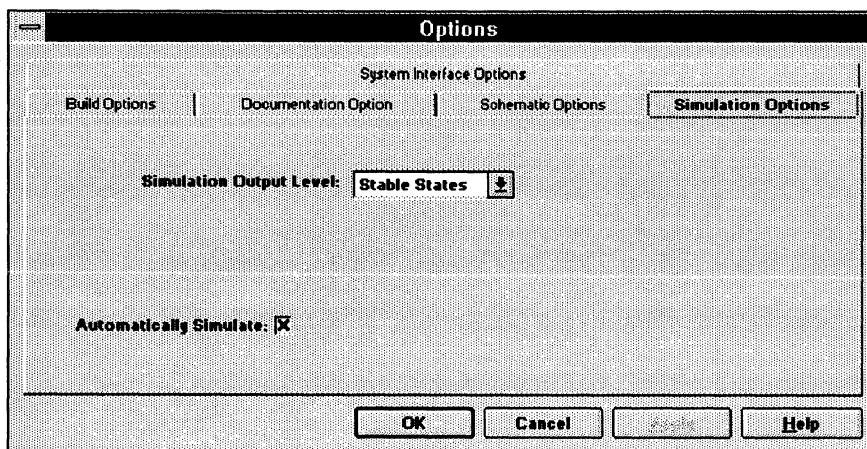 Options
System Interface Options
Build Options Documentation Option Schematic Options Simulation Options
Simulation Output Level: Stable States
Automatically Simulate: X
OK Cancel Apply Help